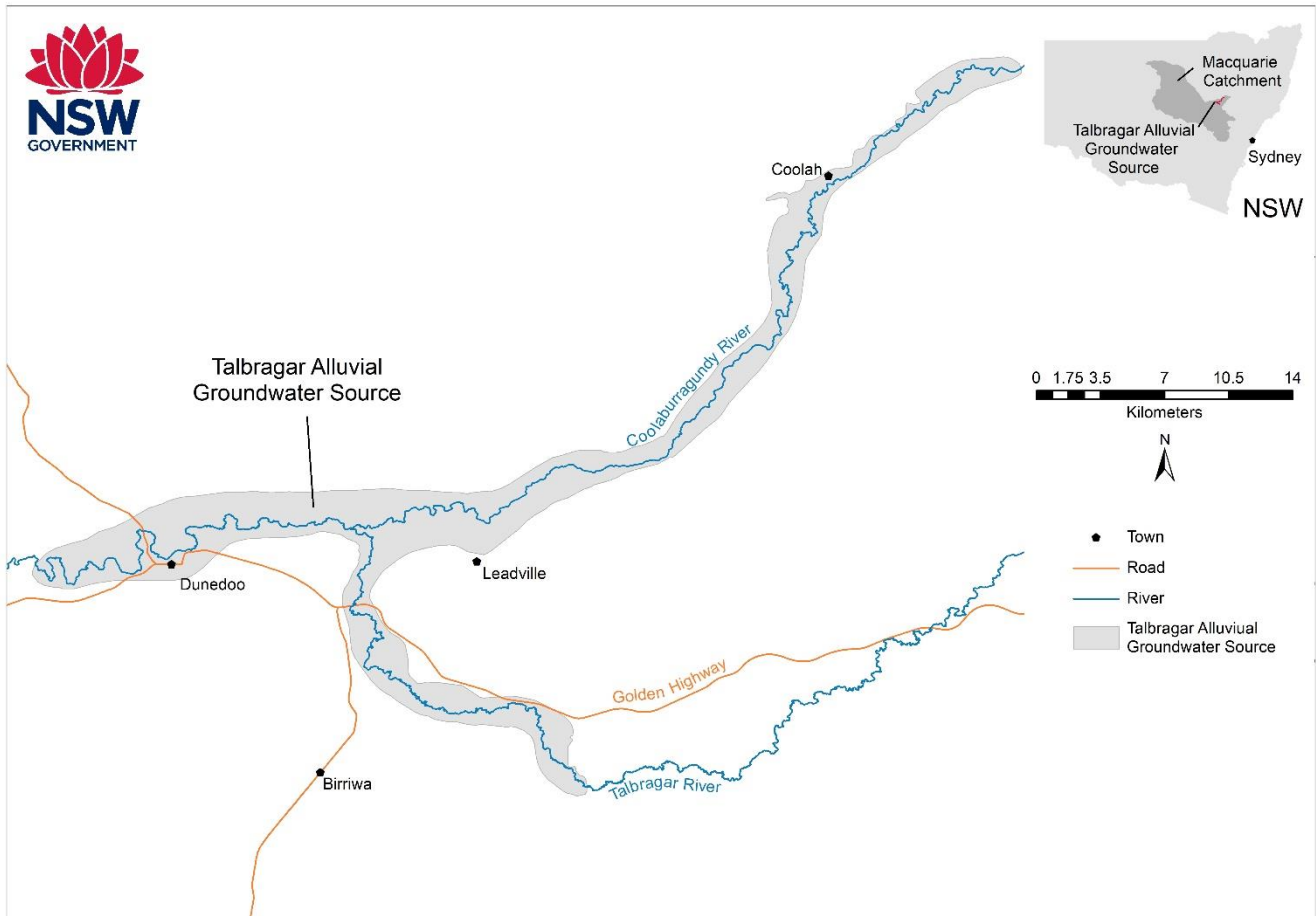 NSW
GOVERNMENT
Macquarie
Catchment
Talbragar Alluvial
Groundwater
Source
Sydney
NSW
Coolah
Coolaburragundy River
Talbragar Alluvial
Groundwater Source
0 1.75 3.5 7 10.5 14
Kilometers
N
Town
Road
River
Talbragar Alluviual
Groundwater Source
Dunedoo
Leadville
Golden Highway
Birriwa
Talbragar River